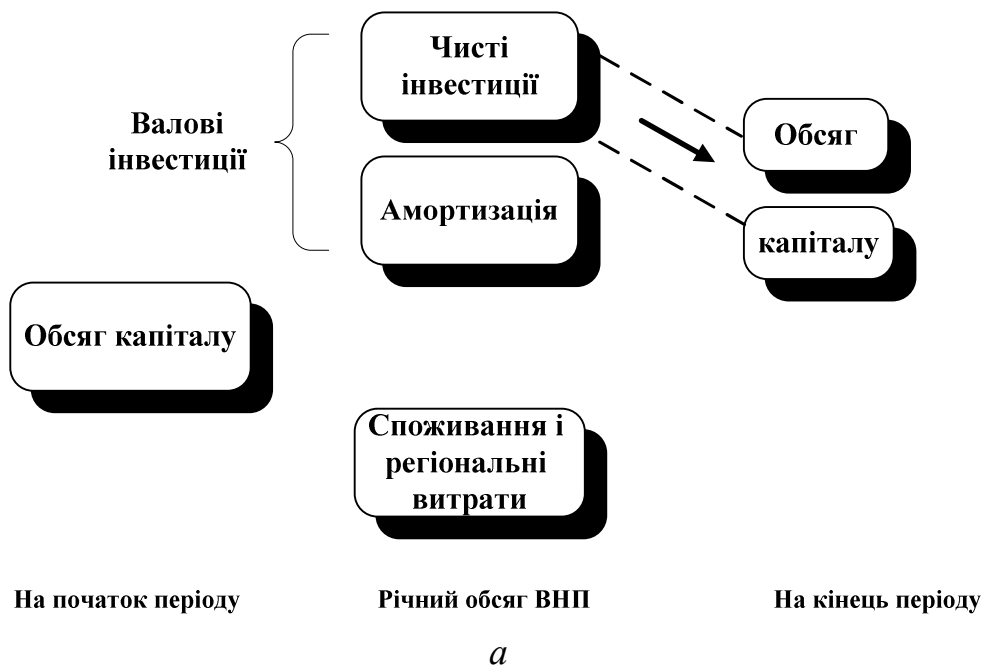 Чисті
інвестиції
Валові
інвестиції
Обсяг
Амортизація
капіталу
Обсяг капіталу
Споживання і
регіональні
витрати
На початок періоду
Річний обсяг ВНП
На кінець періоду
а